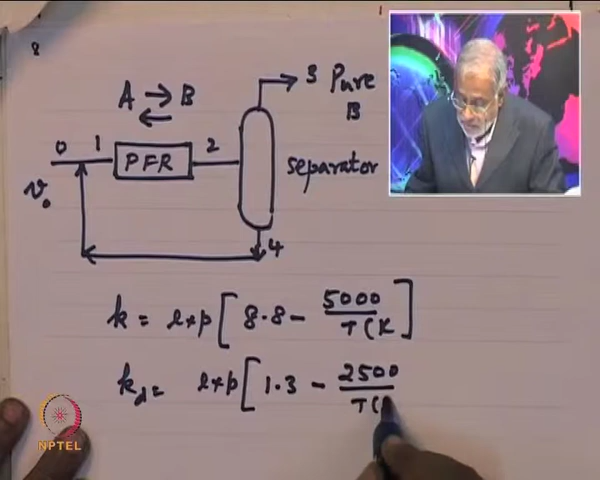 8
A ⇌ B
3 Pure
B
0 1 PFR 2
separator
v₀
4
k = exp [ 8.8 - 5000 / T(K ]
k_d = exp [ 1.3 - 2500 / T(
NPTEL